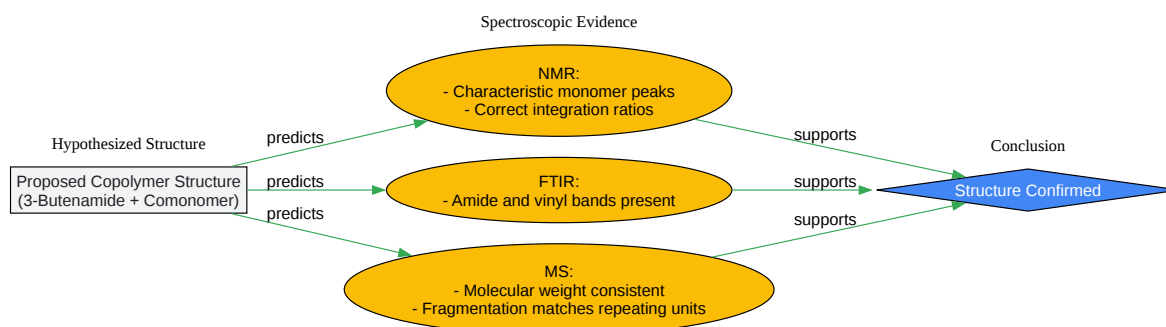 Spectroscopic Evidence
NMR:
- Characteristic monomer peaks
- Correct integration ratios
predicts
supports
Hypothesized Structure
Conclusion
Proposed Copolymer Structure
(3-Butenamide + Comonomer)
predicts
FTIR:
- Amide and vinyl bands present
supports
Structure Confirmed
predicts
supports
MS:
- Molecular weight consistent
- Fragmentation matches repeating units